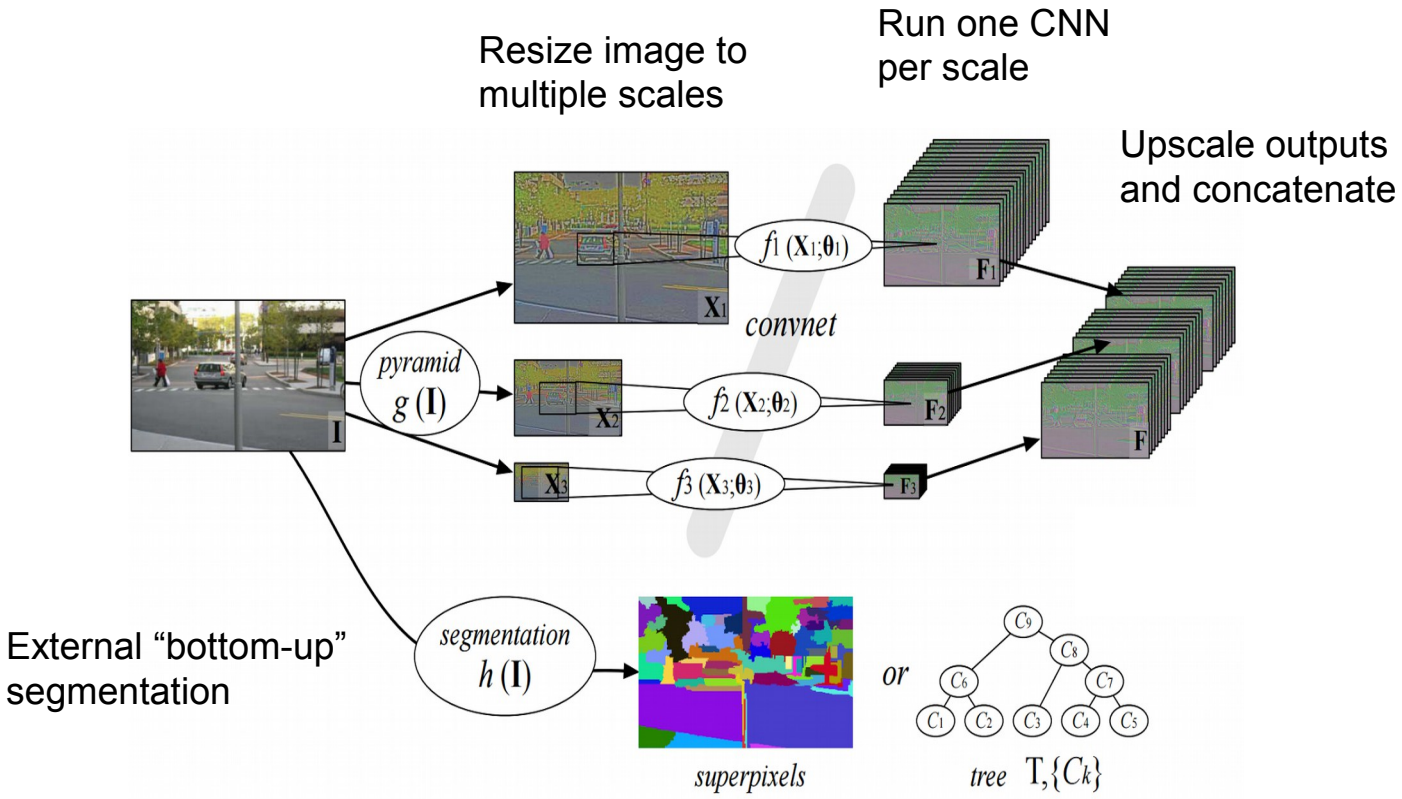 Resize image to
multiple scales
Run one CNN
per scale
Upscale outputs
and concatenate
I
pyramid
g (I)
X1
f1 (X1;θ1)
F1
convnet
X2
f2 (X2;θ2)
F2
X3
f3 (X3;θ3)
F3
F
External “bottom-up”
segmentation
segmentation
h (I)
superpixels
or
C9
C8
C6
C7
C1
C2
C3
C4
C5
tree T,{Ck}